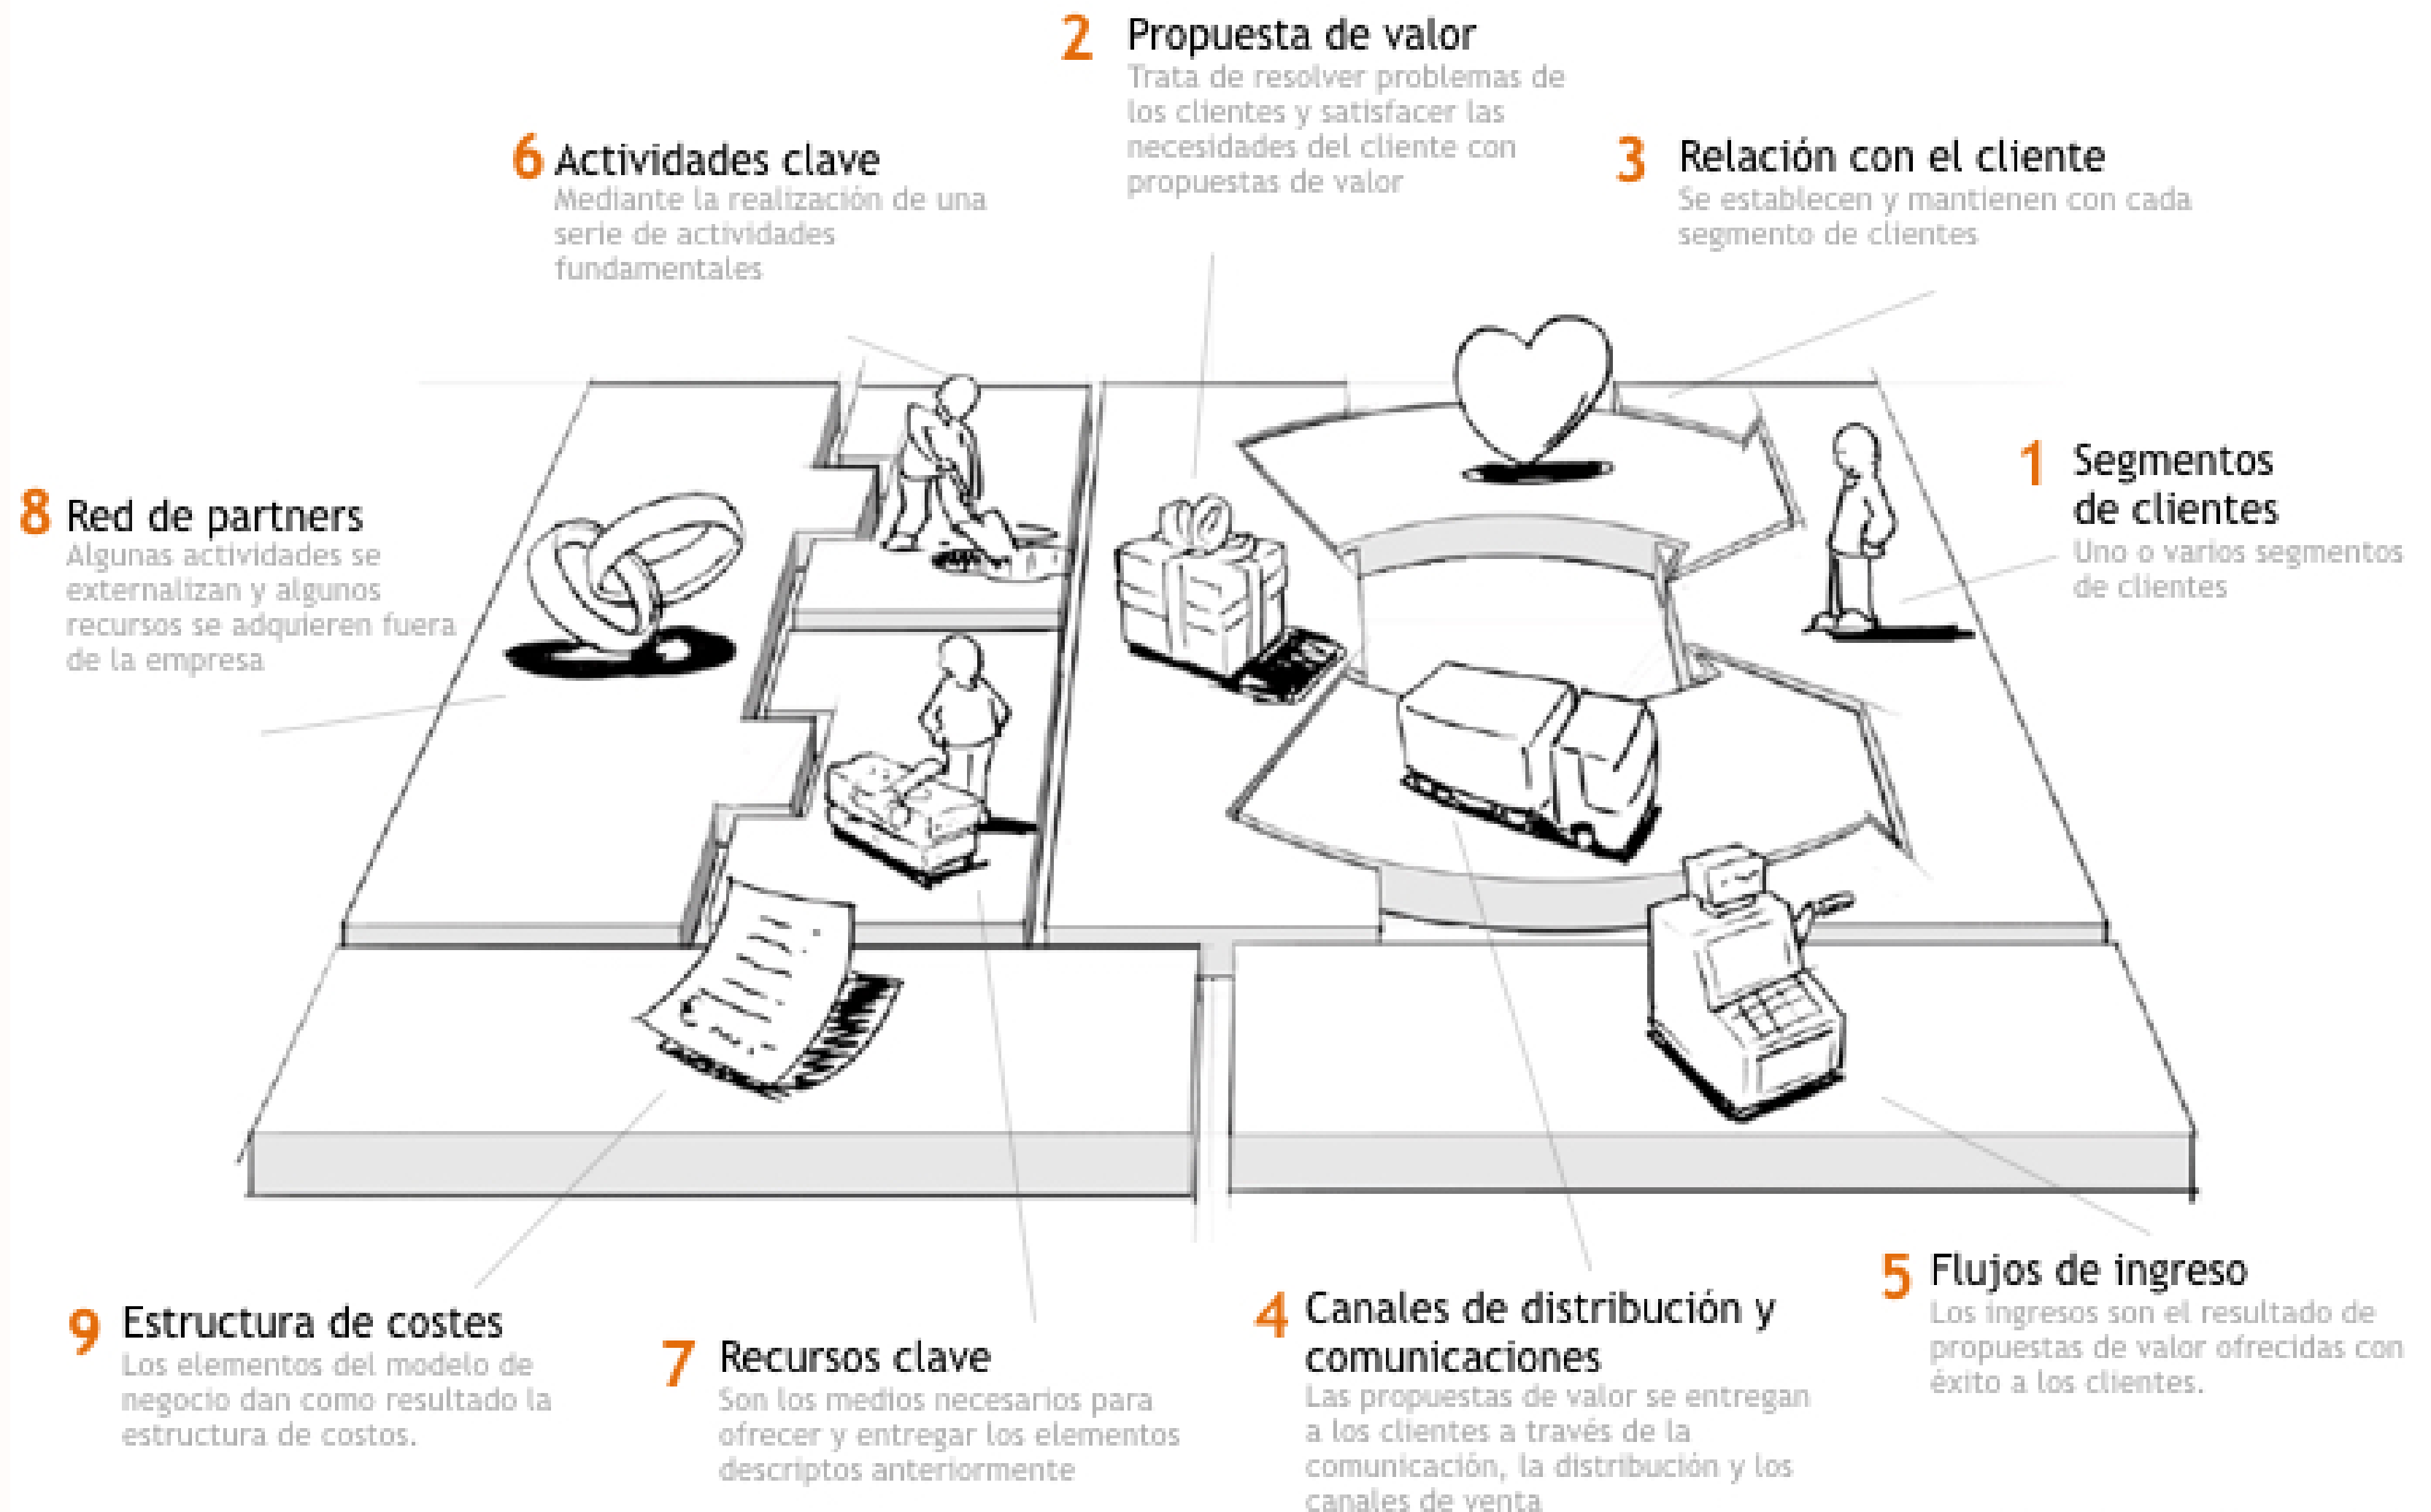 2 Propuesta de valor
Trata de resolver problemas de
los clientes y satisfacer las
necesidades del cliente con
propuestas de valor
6 Actividades clave
Mediante la realización de una
serie de actividades
fundamentales
3 Relación con el cliente
Se establecen y mantienen con cada
segmento de clientes
1 Segmentos
de clientes
Uno o varios segmentos
de clientes
8 Red de partners
Algunas actividades se
externalizan y algunos
recursos se adquieren fuera
de la empresa
9 Estructura de costes
Los elementos del modelo de
negocio dan como resultado la
estructura de costos.
7 Recursos clave
Son los medios necesarios para
ofrecer y entregar los elementos
descriptos anteriormente
4 Canales de distribución y
comunicaciones
Las propuestas de valor se entregan
a los clientes a través de la
comunicación, la distribución y los
canales de venta
5 Flujos de ingreso
Los ingresos son el resultado de
propuestas de valor ofrecidas con
éxito a los clientes.